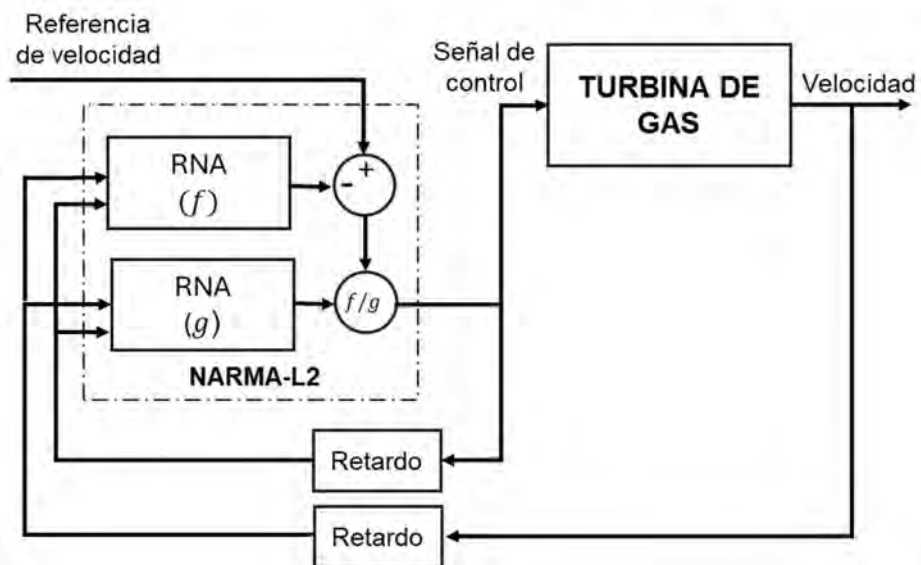 Referencia
de velocidad
Señal de
control
TURBINA DE
GAS
Velocidad
RNA
(f)
- +
RNA
(g)
f/g
NARMA-L2
Retardo
Retardo